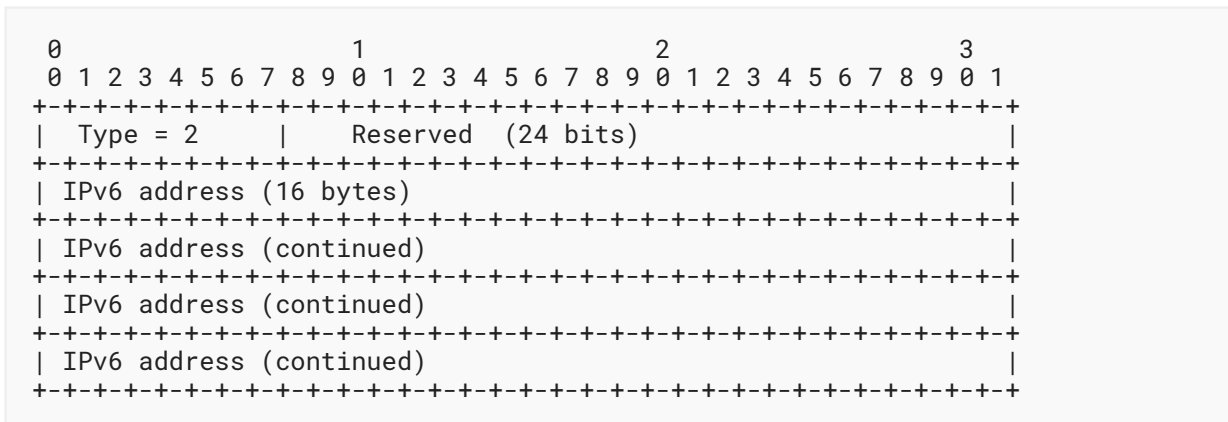 0                   1                   2                   3
 0 1 2 3 4 5 6 7 8 9 0 1 2 3 4 5 6 7 8 9 0 1 2 3 4 5 6 7 8 9 0 1
+-+-+-+-+-+-+-+-+-+-+-+-+-+-+-+-+-+-+-+-+-+-+-+-+-+-+-+-+-+-+-+-+
|  Type = 2     |    Reserved  (24 bits)                        |
+-+-+-+-+-+-+-+-+-+-+-+-+-+-+-+-+-+-+-+-+-+-+-+-+-+-+-+-+-+-+-+-+
| IPv6 address (16 bytes)                                       |
+-+-+-+-+-+-+-+-+-+-+-+-+-+-+-+-+-+-+-+-+-+-+-+-+-+-+-+-+-+-+-+-+
| IPv6 address (continued)                                      |
+-+-+-+-+-+-+-+-+-+-+-+-+-+-+-+-+-+-+-+-+-+-+-+-+-+-+-+-+-+-+-+-+
| IPv6 address (continued)                                      |
+-+-+-+-+-+-+-+-+-+-+-+-+-+-+-+-+-+-+-+-+-+-+-+-+-+-+-+-+-+-+-+-+
| IPv6 address (continued)                                      |
+-+-+-+-+-+-+-+-+-+-+-+-+-+-+-+-+-+-+-+-+-+-+-+-+-+-+-+-+-+-+-+-+